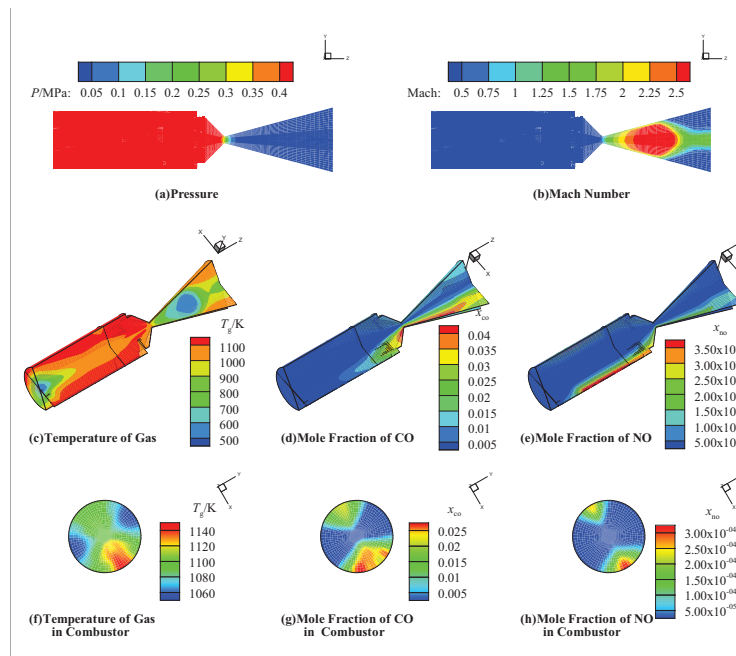 Y
Z
P/MPa: 0.05 0.1 0.15 0.2 0.25 0.3 0.35 0.4
(a)Pressure
Y
Z
Mach: 0.5 0.75 1 1.25 1.5 1.75 2 2.25 2.5
(b)Mach Number
X
Y
Z
Tg/K
1100
1000
900
800
700
600
500
(c)Temperature of Gas
Z
X
xco
0.04
0.035
0.03
0.025
0.02
0.015
0.01
0.005
(d)Mole Fraction of CO
X
xno
3.50x10
3.00x10
2.50x10
2.00x10
1.50x10
1.00x10
5.00x10
(e)Mole Fraction of NO
Y
X
Tg/K
1140
1120
1100
1080
1060
(f)Temperature of Gas
in Combustor
Y
X
xco
0.025
0.02
0.015
0.01
0.005
(g)Mole Fraction of CO
in Combustor
Y
X
xno
3.00x10-04
2.50x10-04
2.00x10-04
1.50x10-04
1.00x10-04
5.00x10-05
(h)Mole Fraction of NO
in Combustor